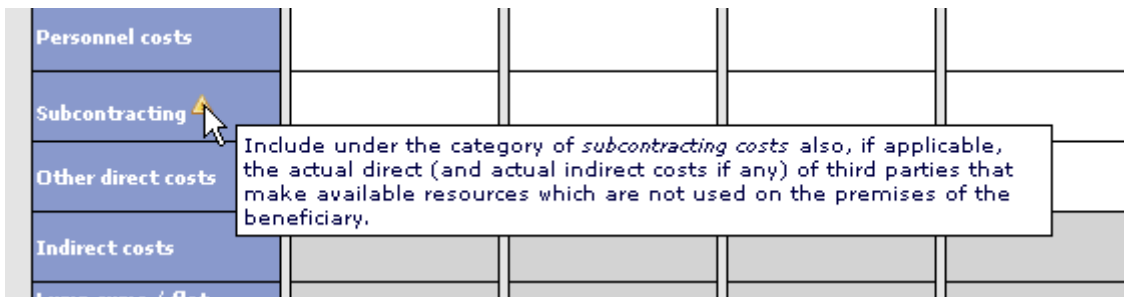 Personnel costs
Subcontracting
Include under the category of subcontracting costs also, if applicable,
the actual direct (and actual indirect costs if any) of third parties that
make available resources which are not used on the premises of the
beneficiary.
Other direct costs
Indirect costs